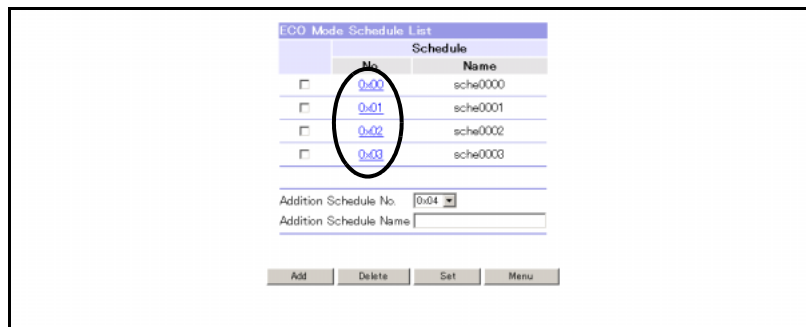 ECO Mode Schedule List
Schedule
No. Name
0x00 sche0000
0x01 sche0001
0x02 sche0002
0x03 sche0003
Addition Schedule No. 0x04
Addition Schedule Name
Add Delete Set Menu